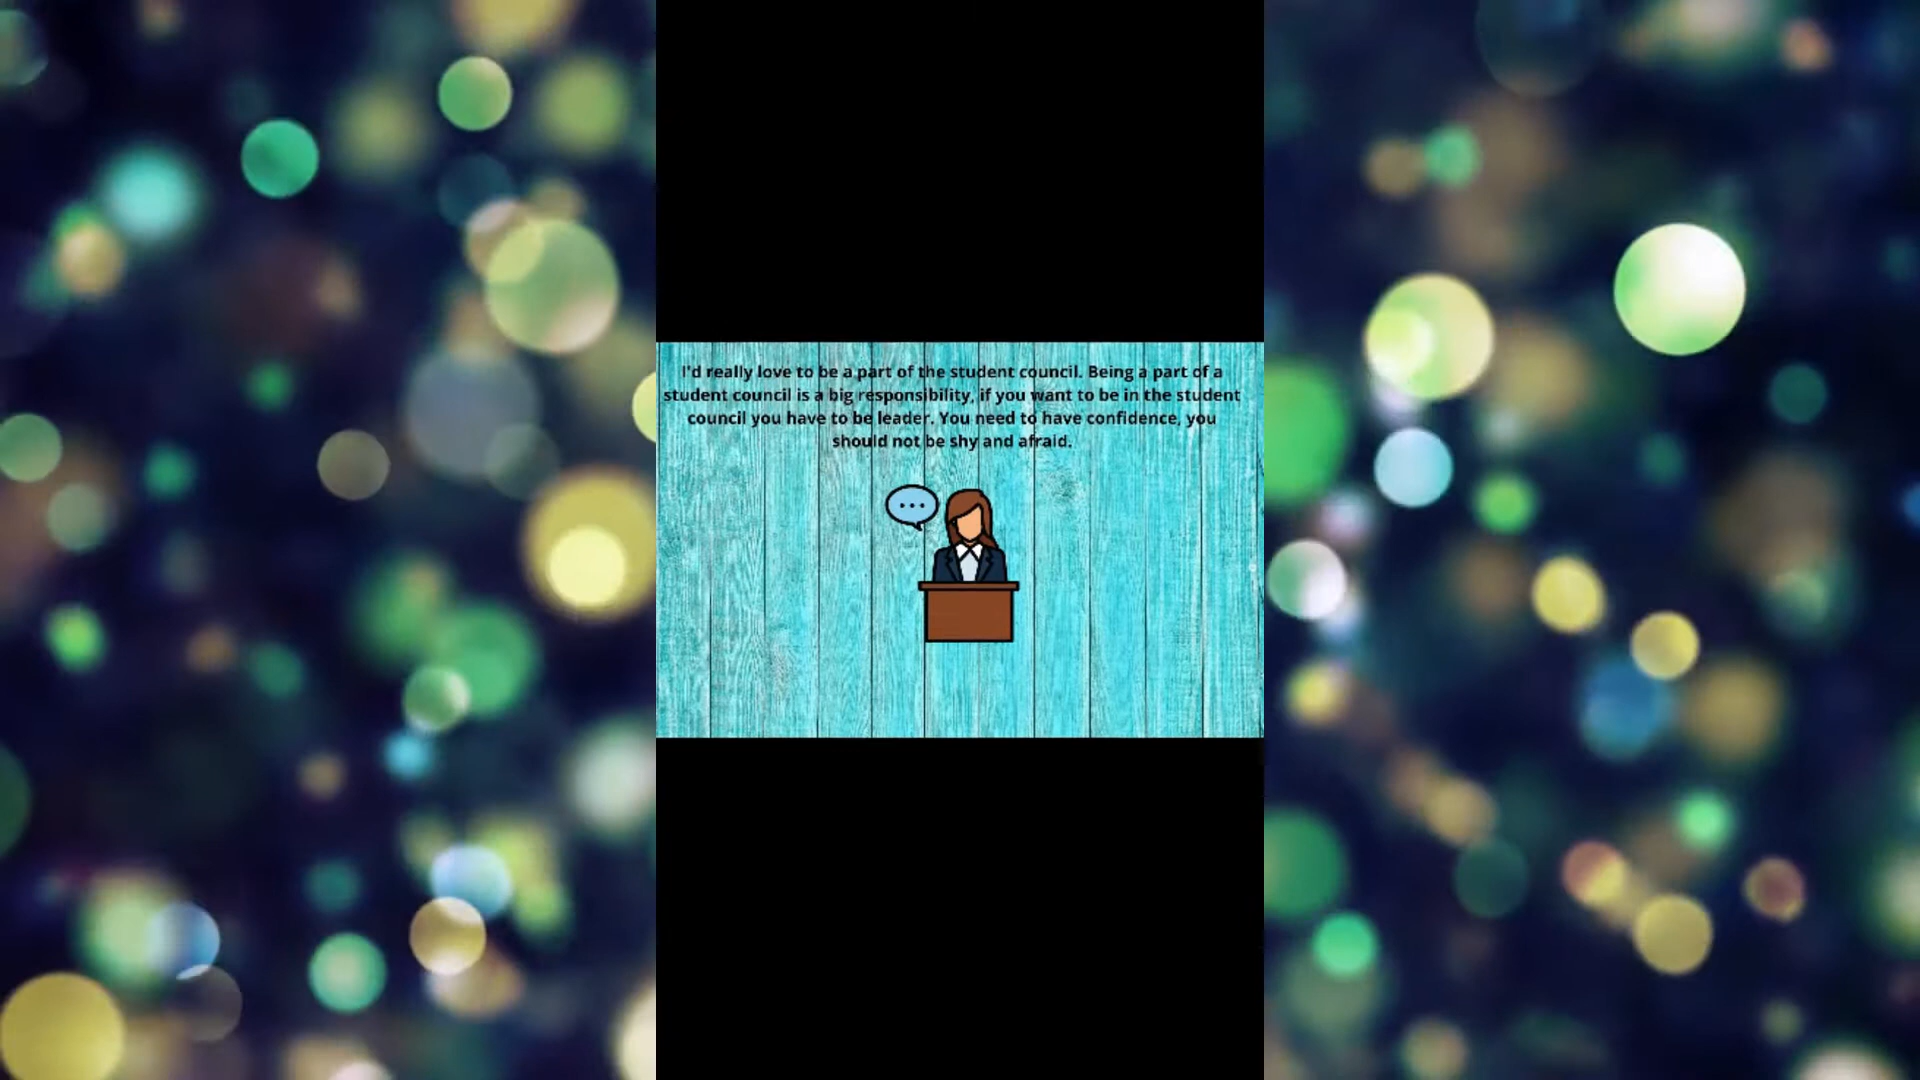 I'd really love to be a part of the student council. Being a part of a
student council is a big responsibility, if you want to be in the student
council you have to be leader. You need to have confidence, you
should not be shy and afraid.